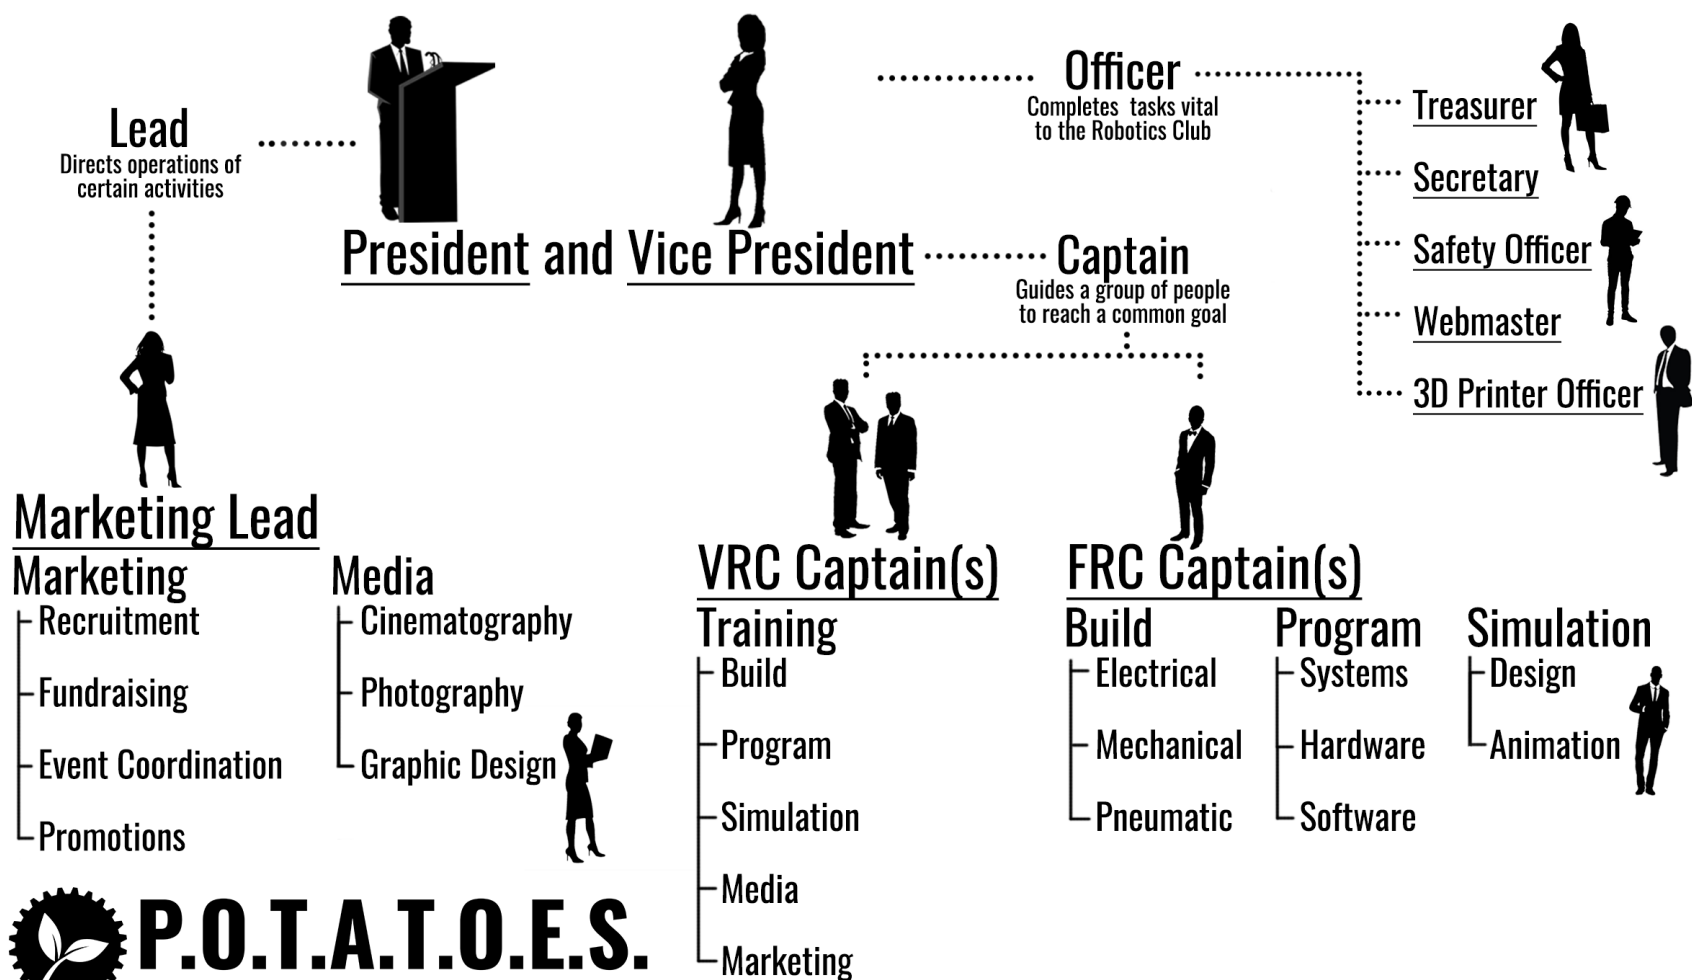 Lead
Directs operations of
certain activities
President and Vice President
Officer
Completes tasks vital
to the Robotics Club
Treasurer
Secretary
Safety Officer
Webmaster
3D Printer Officer
Captain
Guides a group of people
to reach a common goal
Marketing Lead
Marketing
Recruitment
Fundraising
Event Coordination
Promotions
Media
Cinematography
Photography
Graphic Design
VRC Captain(s)
Training
Build
Program
Simulation
Media
Marketing
FRC Captain(s)
Build
Electrical
Mechanical
Pneumatic
Program
Systems
Hardware
Software
Simulation
Design
Animation
P.O.T.A.T.O.E.S.